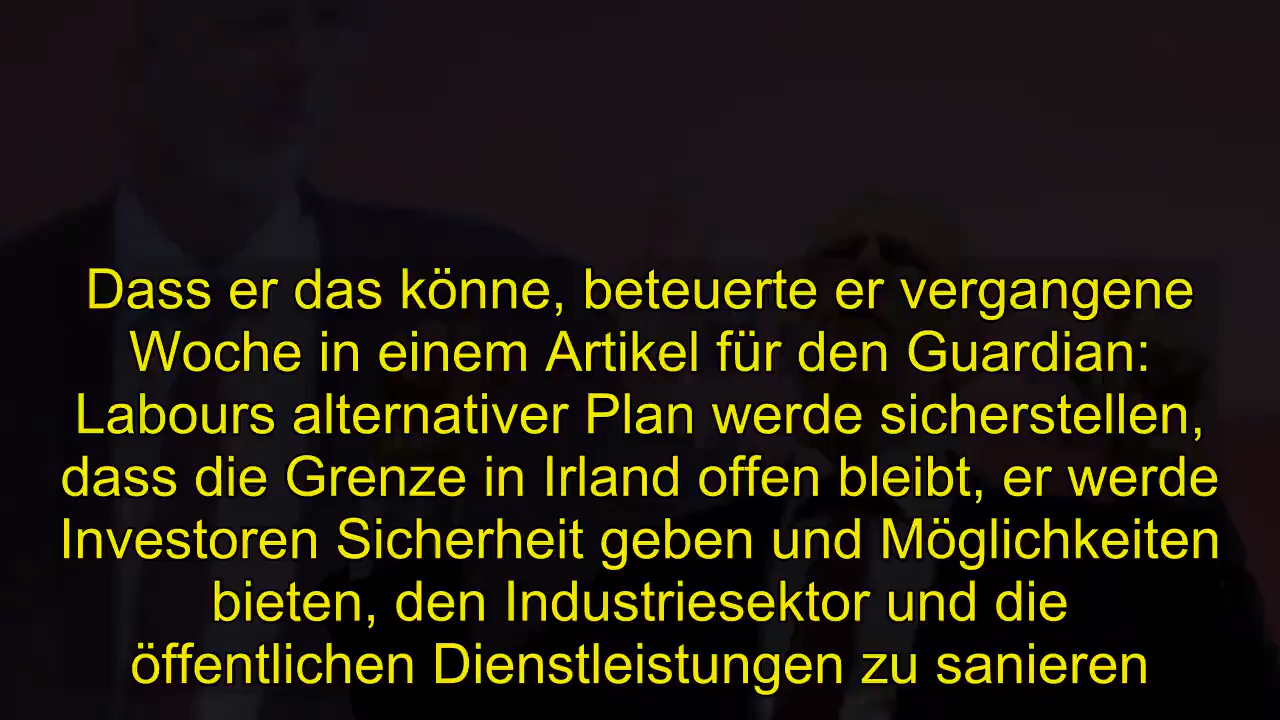 Dass er das könne, beteuerte er vergangene
Woche in einem Artikel für den Guardian:
Labours alternativer Plan werde sicherstellen,
dass die Grenze in Irland offen bleibt, er werde
Investoren Sicherheit geben und Möglichkeiten
bieten, den Industriesektor und die
öffentlichen Dienstleistungen zu sanieren